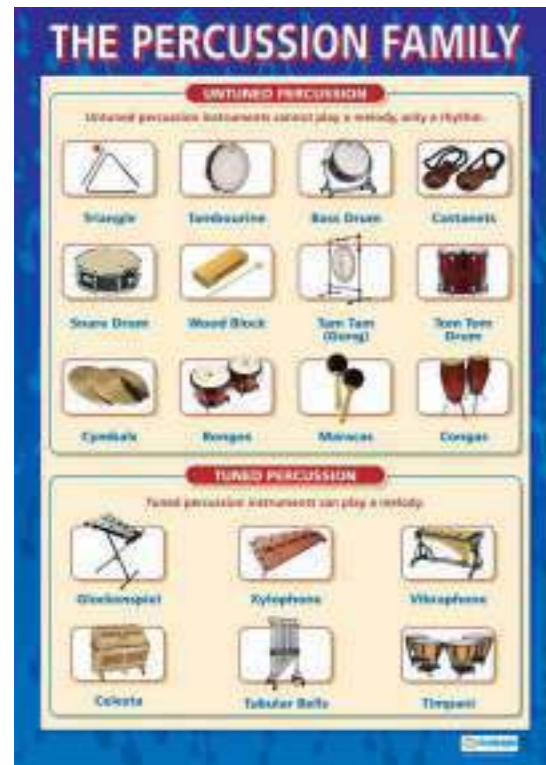 THE PERCUSSION FAMILY
UNTUNED PERCUSSION
Untuned percussion instruments cannot play a melody, only a rhythm.
Triangle Tambourine Bass Drum Castanets
Snare Drum Wood Block Tam Tam (Gong) Tom Tom Drum
Cymbals Bongos Maracas Congas
TUNED PERCUSSION
Tuned percussion instruments can play a melody.
Glockenspiel Xylophone Vibraphone
Celesta Tubular Bells Timpani